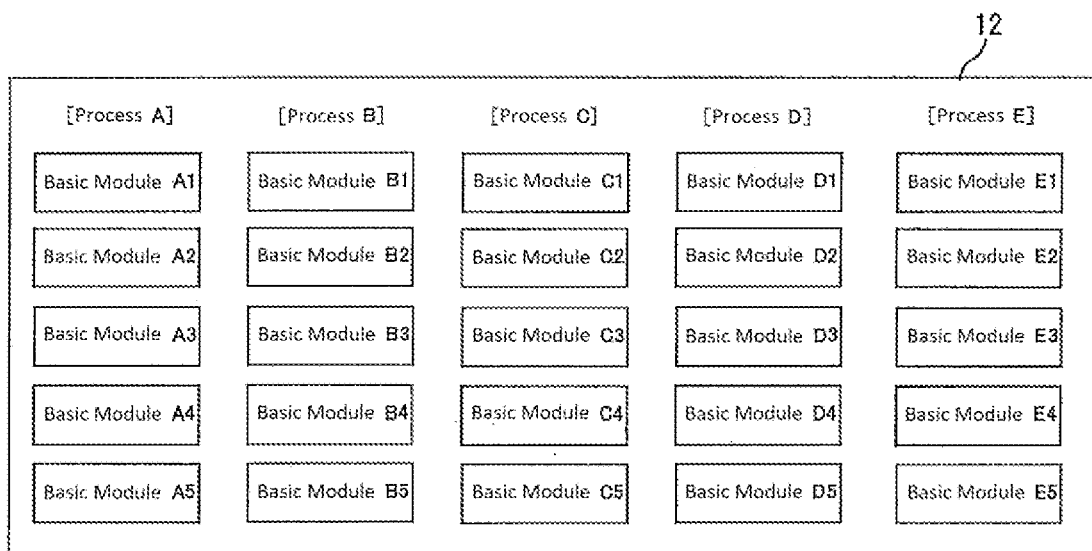 12
[Process A] [Process B] [Process C] [Process D] [Process E]
Basic Module A1 Basic Module B1 Basic Module C1 Basic Module D1 Basic Module E1
Basic Module A2 Basic Module B2 Basic Module C2 Basic Module D2 Basic Module E2
Basic Module A3 Basic Module B3 Basic Module C3 Basic Module D3 Basic Module E3
Basic Module A4 Basic Module B4 Basic Module C4 Basic Module D4 Basic Module E4
Basic Module A5 Basic Module B5 Basic Module C5 Basic Module D5 Basic Module E5